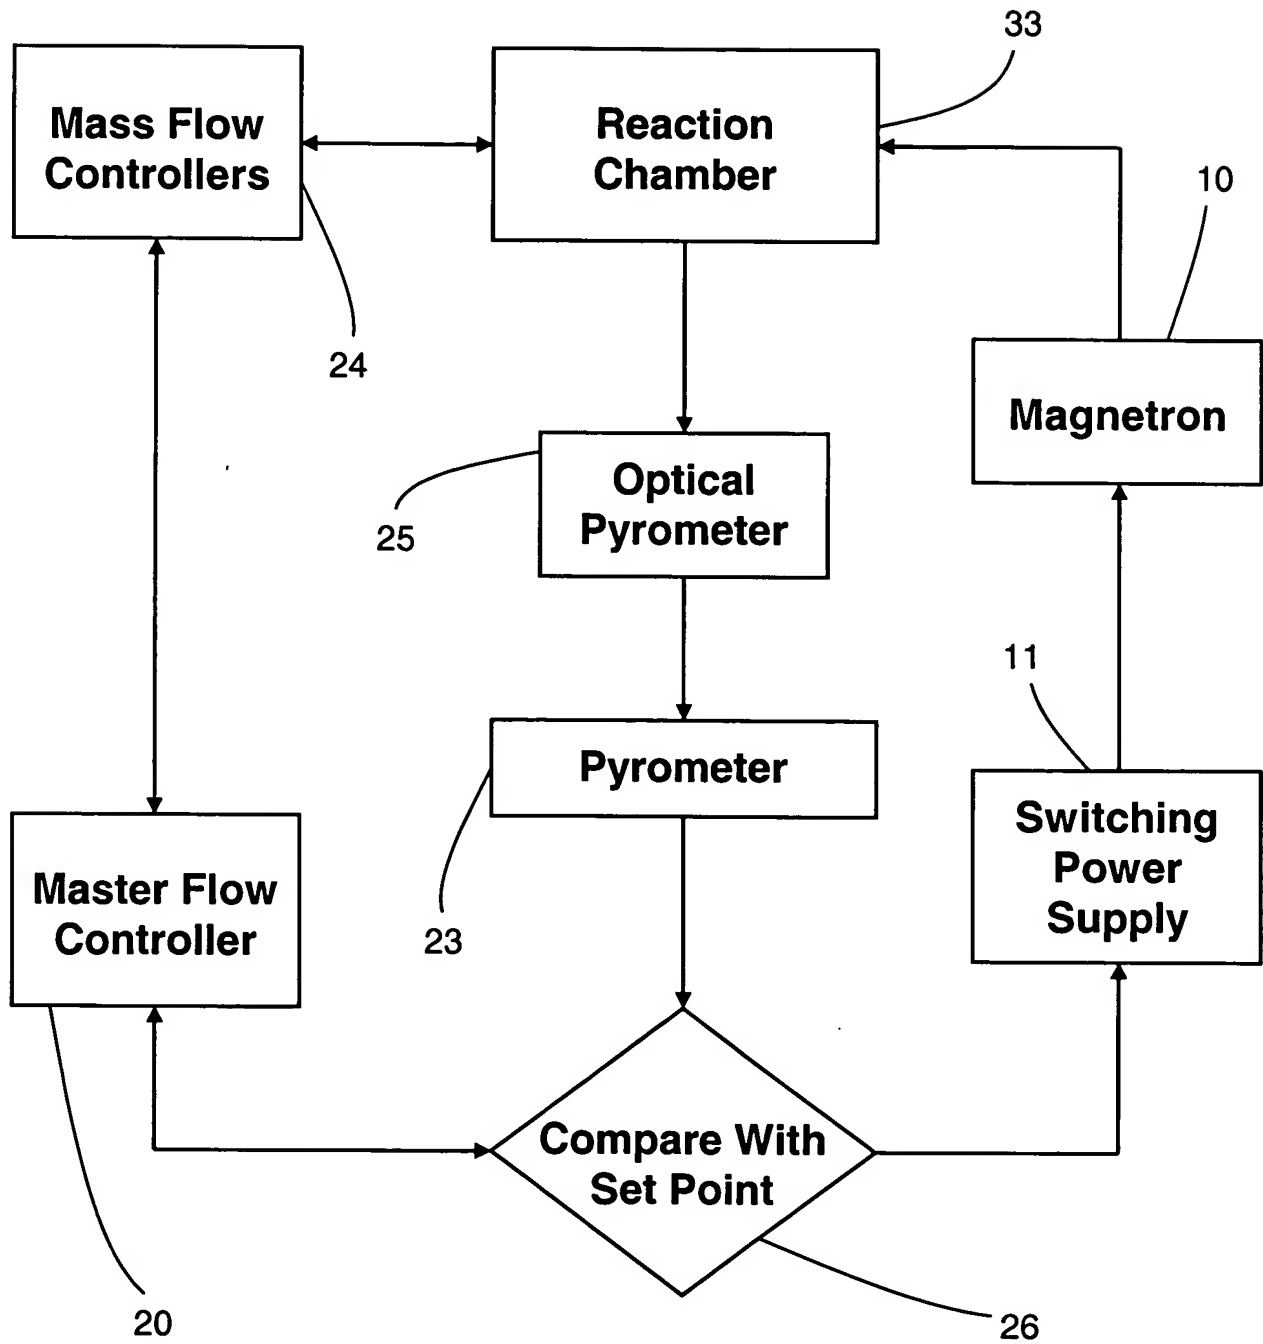 33
Mass Flow
Controllers
Reaction
Chamber
10
24
Magnetron
Optical
Pyrometer
25
11
Pyrometer
Switching
Power
Supply
Master Flow
Controller
23
Compare With
Set Point
20
26